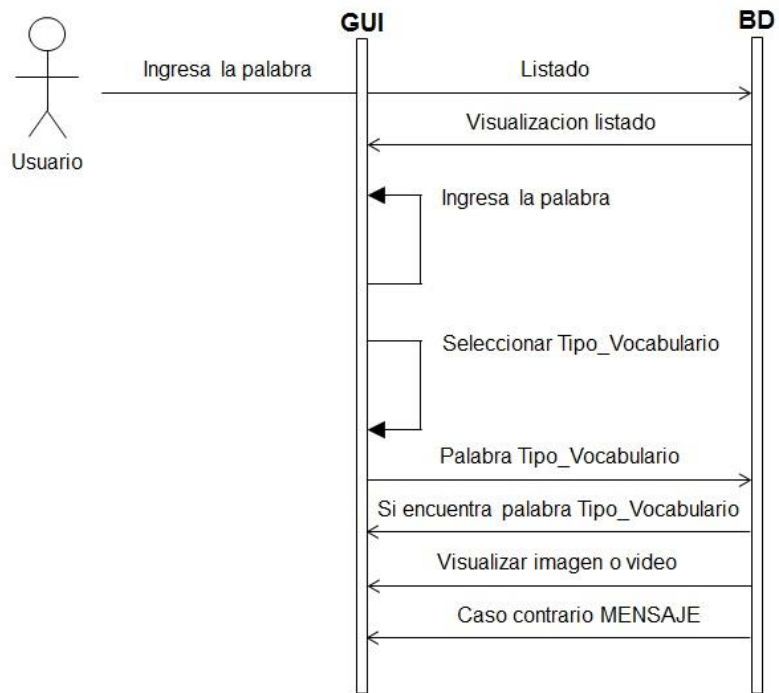 GUI
BD
Ingresa la palabra
Listado
Visualizacion listado
Usuario
Ingresa la palabra
Seleccionar Tipo_Vocabulario
Palabra Tipo_Vocabulario
Si encuentra palabra Tipo_Vocabulario
Visualizar imagen o video
Caso contrario MENSAJE